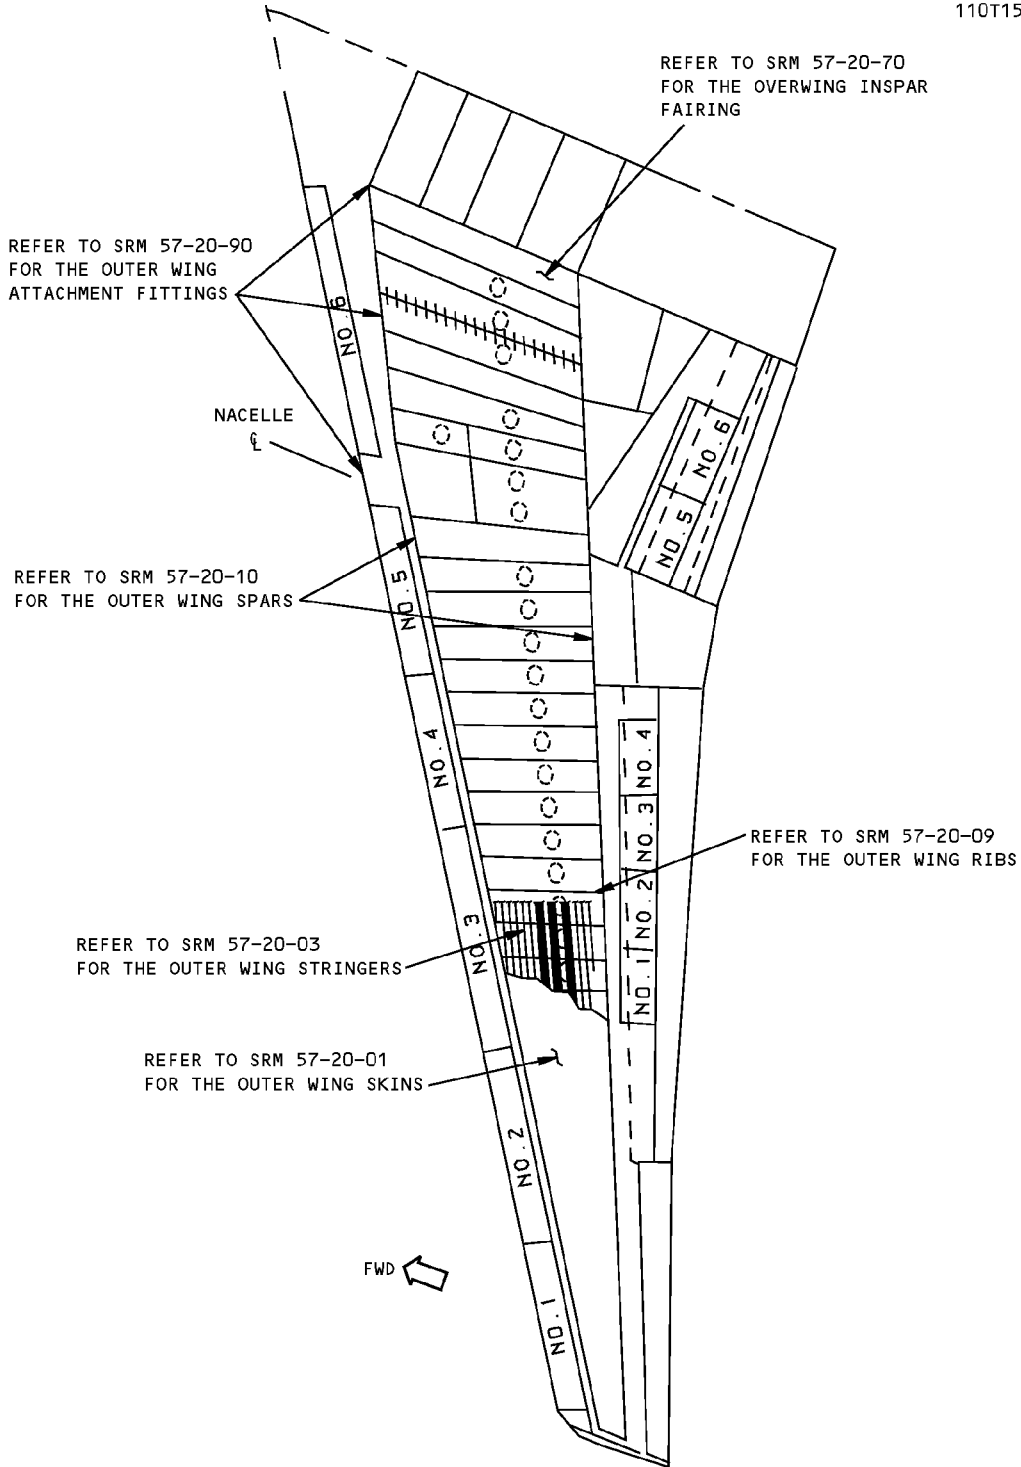 110T15
REFER TO SRM 57-20-70
FOR THE OVERWING INSPAR
FAIRING
REFER TO SRM 57-20-90
FOR THE OUTER WING
ATTACHMENT FITTINGS
NO.6
NACELLE
℄
NO.6
NO.5
REFER TO SRM 57-20-10
FOR THE OUTER WING SPARS
NO.5
NO.4
NO.4
NO.3
NO.2
NO.1
REFER TO SRM 57-20-09
FOR THE OUTER WING RIBS
NO.3
REFER TO SRM 57-20-03
FOR THE OUTER WING STRINGERS
REFER TO SRM 57-20-01
FOR THE OUTER WING SKINS
NO.2
FWD
NO.1